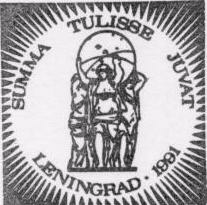 SUMMA TULISSE JUVAT
LENINGRAD · 1991